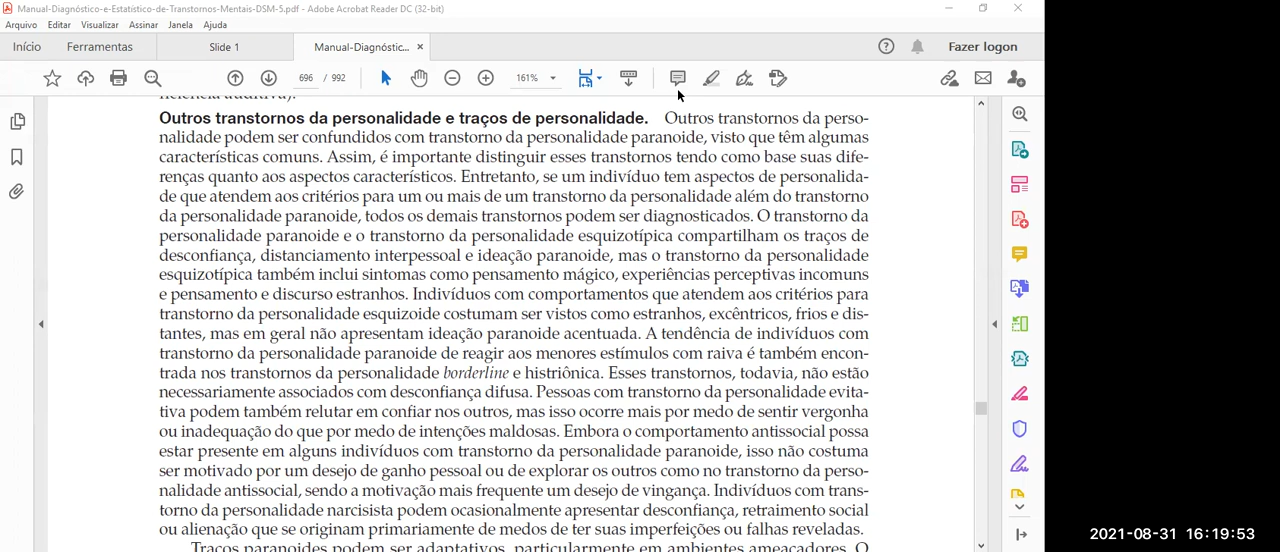 Manual-Diagnóstico-e-Estatístico-de-Transtornos-Mentais-DSM-5.pdf - Adobe Acrobat Reader DC (32-bit)
Arquivo Editar Visualizar Assinar Janela Ajuda
Início Ferramentas Slide 1 Manual-Diagnóstic... × Fazer logon
696 / 992 161%
ficiência auditiva).
Outros transtornos da personalidade e traços de personalidade. Outros transtornos da perso-
nalidade podem ser confundidos com transtorno da personalidade paranoide, visto que têm algumas
características comuns. Assim, é importante distinguir esses transtornos tendo como base suas dife-
renças quanto aos aspectos característicos. Entretanto, se um indivíduo tem aspectos de personalida-
de que atendem aos critérios para um ou mais de um transtorno da personalidade além do transtorno
da personalidade paranoide, todos os demais transtornos podem ser diagnosticados. O transtorno da
personalidade paranoide e o transtorno da personalidade esquizotípica compartilham os traços de
desconfiança, distanciamento interpessoal e ideação paranoide, mas o transtorno da personalidade
esquizotípica também inclui sintomas como pensamento mágico, experiências perceptivas incomuns
e pensamento e discurso estranhos. Indivíduos com comportamentos que atendem aos critérios para
transtorno da personalidade esquizoide costumam ser vistos como estranhos, excêntricos, frios e dis-
tantes, mas em geral não apresentam ideação paranoide acentuada. A tendência de indivíduos com
transtorno da personalidade paranoide de reagir aos menores estímulos com raiva é também encon-
trada nos transtornos da personalidade borderline e histriônica. Esses transtornos, todavia, não estão
necessariamente associados com desconfiança difusa. Pessoas com transtorno da personalidade evita-
tiva podem também relutar em confiar nos outros, mas isso ocorre mais por medo de sentir vergonha
ou inadequação do que por medo de intenções maldosas. Embora o comportamento antissocial possa
estar presente em alguns indivíduos com transtorno da personalidade paranoide, isso não costuma
ser motivado por um desejo de ganho pessoal ou de explorar os outros como no transtorno da perso-
nalidade antissocial, sendo a motivação mais frequente um desejo de vingança. Indivíduos com trans-
torno da personalidade narcisista podem ocasionalmente apresentar desconfiança, retraimento social
ou alienação que se originam primariamente de medos de ter suas imperfeições ou falhas reveladas.
Traços paranoides podem ser adaptativos, particularmente em ambientes ameaçadores. O
2021-08-31 16:19:53